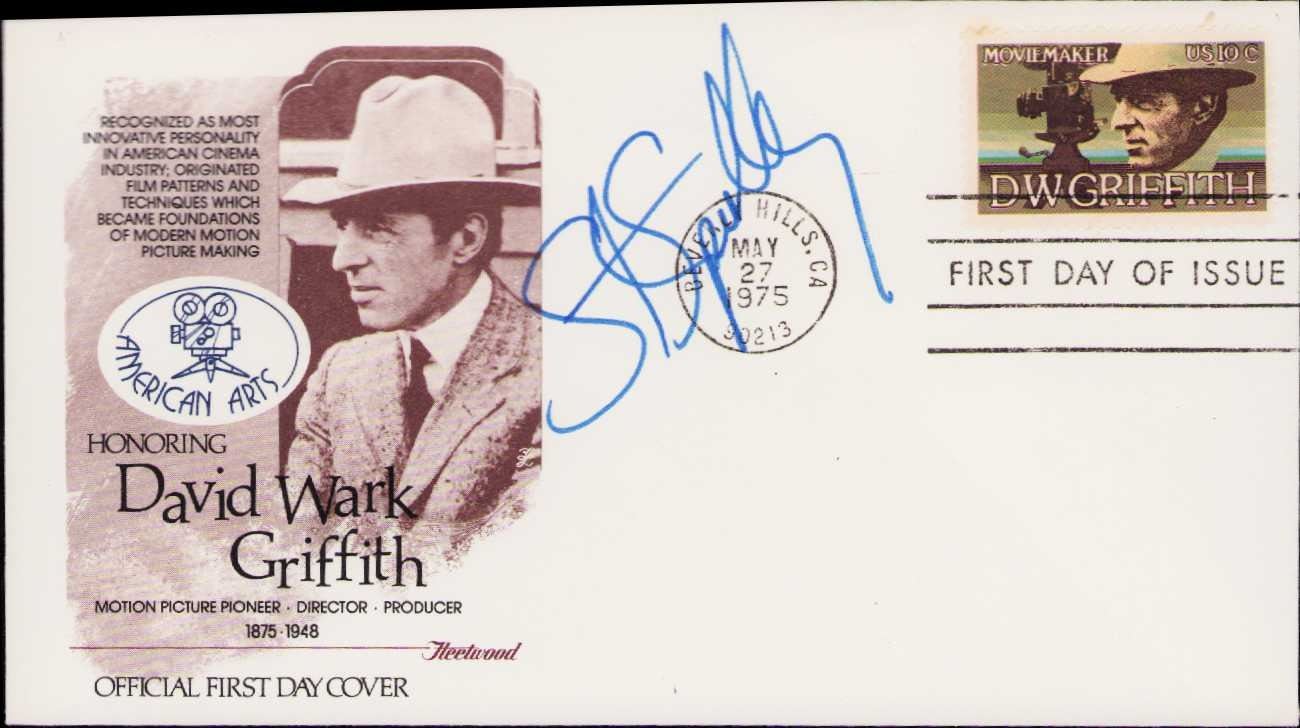 RECOGNIZED AS MOST
INNOVATIVE PERSONALITY
IN AMERICAN CINEMA
INDUSTRY; ORIGINATED
FILM PATTERNS AND
TECHNIQUES WHICH
BECAME FOUNDATIONS
OF MODERN MOTION
PICTURE MAKING
AMERICAN ARTS
HONORING
David Wark
Griffith
MOTION PICTURE PIONEER · DIRECTOR · PRODUCER
1875·1948
Fleetwood
OFFICIAL FIRST DAY COVER
BEVERLY HILLS, CA
MAY
27
1975
90213
MOVIEMAKER US 10 C
D.W. GRIFFITH
FIRST DAY OF ISSUE